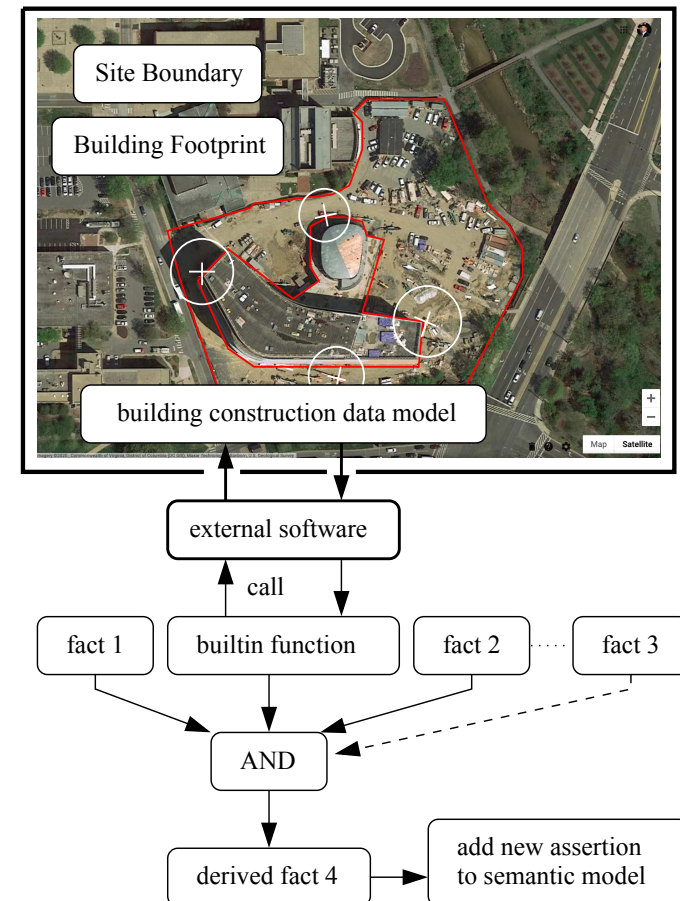 Site Boundary
Building Footprint
building construction data model
+
−
Map Satellite
external software
call
fact 1
builtin function
fact 2
fact 3
AND
derived fact 4
add new assertion
to semantic model